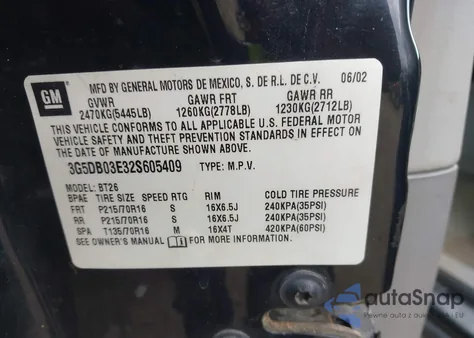 GM
MFD BY GENERAL MOTORS DE MEXICO, S. DE R.L. DE C.V. 06/02
GVWR GAWR FRT GAWR RR
2470KG(5445LB) 1260KG(2778LB) 1230KG(2712LB)
THIS VEHICLE CONFORMS TO ALL APPLICABLE U.S. FEDERAL MOTOR
VEHICLE SAFETY AND THEFT PREVENTION STANDARDS IN EFFECT ON
THE DATE OF MANUFACTURE SHOWN ABOVE.
3G5DB03E32S605409 TYPE: M.P.V.
MODEL: BT26
BPAE TIRE SIZE SPEED RTG RIM COLD TIRE PRESSURE
FRT P215/70R16 S 16X6.5J 240KPA(35PSI)
RR P215/70R16 S 16X6.5J 240KPA(35PSI)
SPA T135/70R16 M 16X4T 420KPA(60PSI)
SEE OWNER'S MANUAL i FOR MORE INFORMATION.
autoSnap
Pewne auta z USA i EU